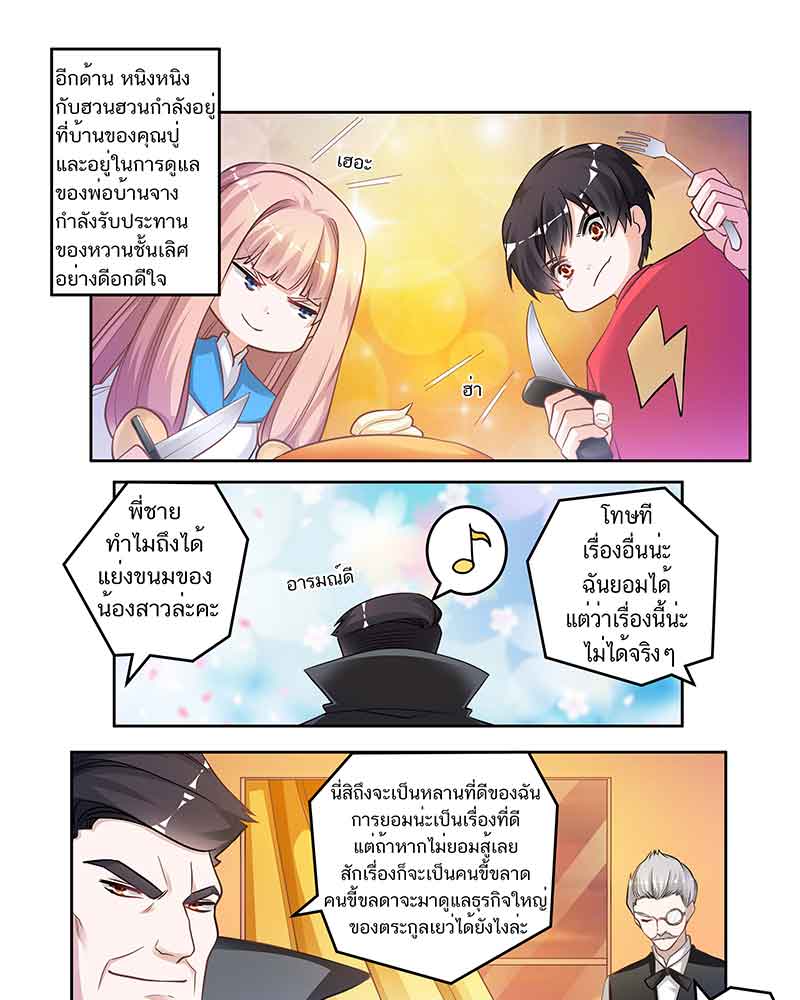 อีกด้าน หนิงหนิง
กับฮวนฮวนกำลังอยู่
ที่บ้านของคุณปู่
และอยู่ในการดูแล
ของพ่อบ้านจาง
กำลังรับประทาน
ของหวานชั้นเลิศ
อย่างดีอกดีใจ
เฮอะ
ฮ่า
พี่ชาย
ทำไมถึงได้
แย่งขนมของ
น้องสาวล่ะคะ
อารมณ์ดี
โทษที
เรื่องอื่นน่ะ
ฉันยอมได้
แต่ว่าเรื่องนี้น่ะ
ไม่ได้จริงๆ
นี่สิถึงจะเป็นหลานที่ดีของฉัน
การยอมน่ะเป็นเรื่องที่ดี
แต่ถ้าหากไม่ยอมสู้เลย
สักเรื่องก็จะเป็นคนขี้ขลาด
คนขี้ขลดาจะมาดูแลธุรกิจใหญ่
ของตระกูลเยว่ได้ยังไงล่ะ